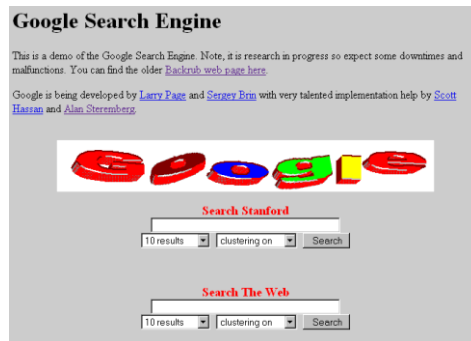 Google Search Engine
This is a demo of the Google Search Engine. Note, it is research in progress so expect some downtimes and
malfunctions. You can find the older Backrub web page here.
Google is being developed by Larry Page and Sergey Brin with very talented implementation help by Scott
Hassan and Alan Steremberg.
Google
Search Stanford
10 results clustering on Search
Search The Web
10 results clustering on Search